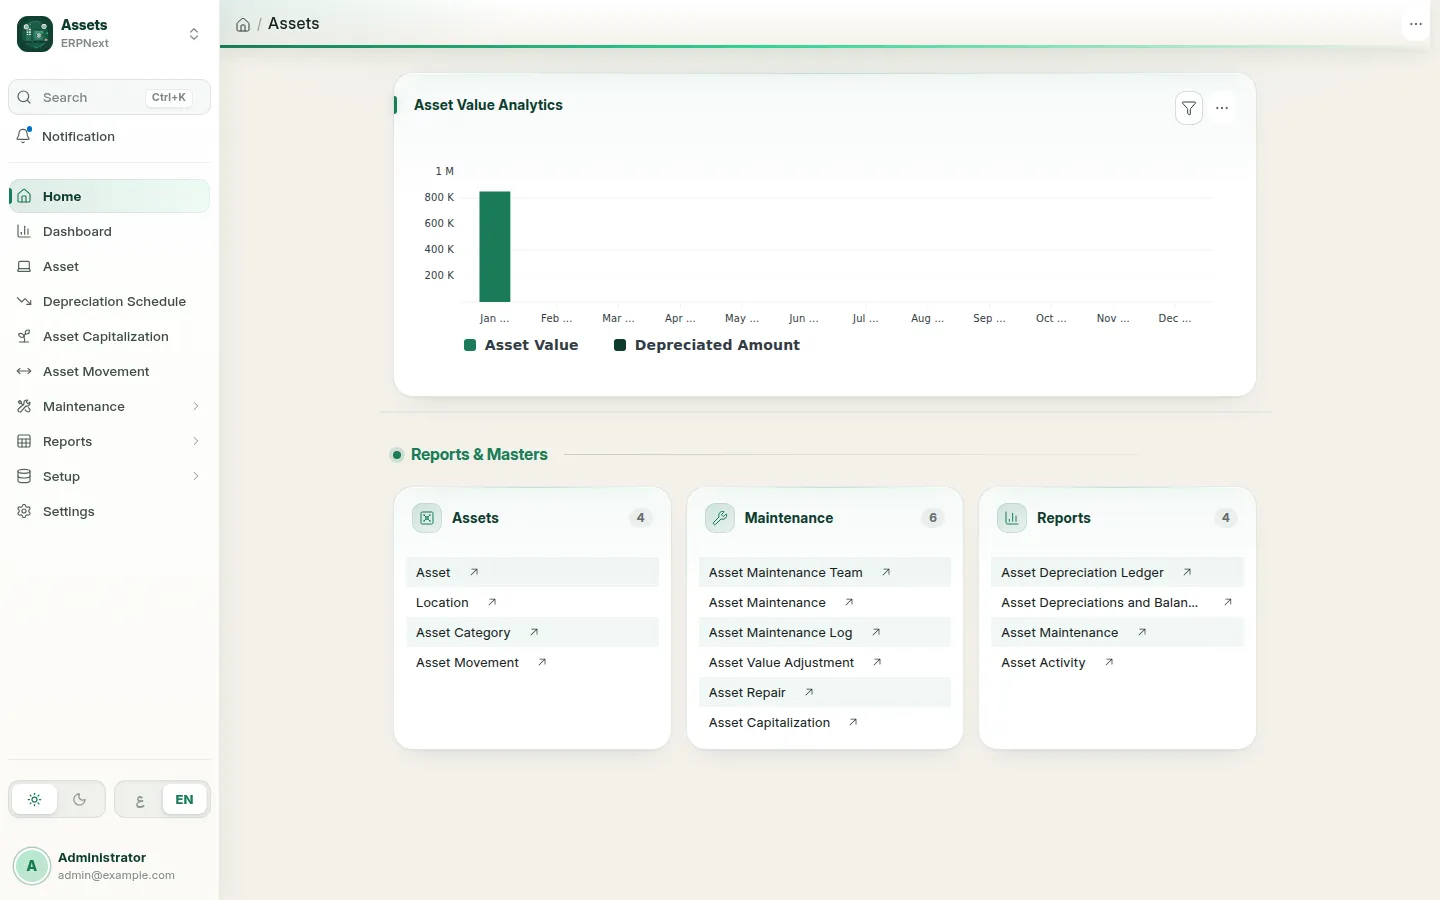 Assets
ERPNext
Search
Ctrl+K
Notification
Home
Dashboard
Asset
Depreciation Schedule
Asset Capitalization
Asset Movement
Maintenance
Reports
Setup
Settings
ع
EN
A
Administrator
admin@example.com
/ Assets
Asset Value Analytics
1 M
800 K
600 K
400 K
200 K
Jan ...
Feb ...
Mar ...
Apr ...
May ...
Jun ...
Jul ...
Aug ...
Sep ...
Oct ...
Nov ...
Dec ...
Asset Value
Depreciated Amount
Reports & Masters
Assets
4
Asset
Location
Asset Category
Asset Movement
Maintenance
6
Asset Maintenance Team
Asset Maintenance
Asset Maintenance Log
Asset Value Adjustment
Asset Repair
Asset Capitalization
Reports
4
Asset Depreciation Ledger
Asset Depreciations and Balan...
Asset Maintenance
Asset Activity